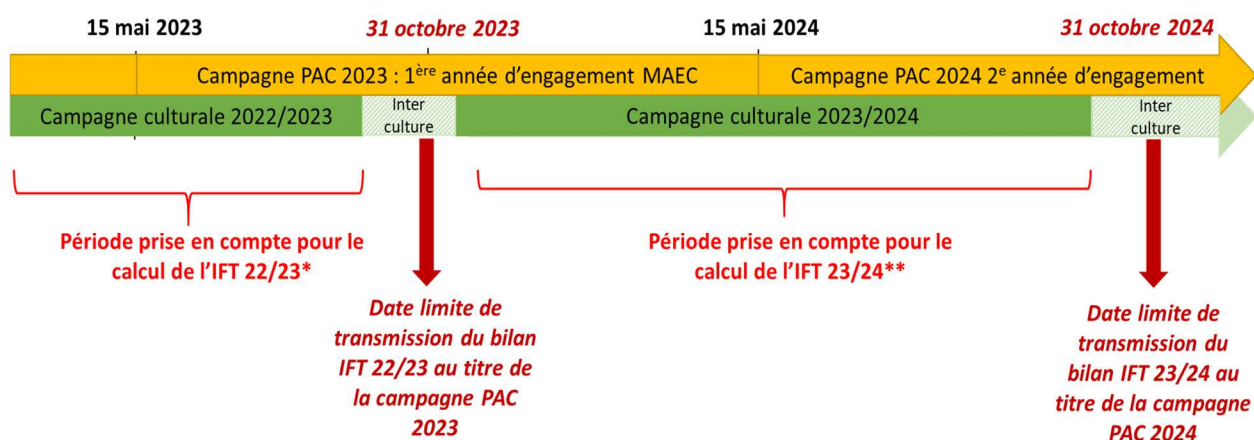 15 mai 2023
31 octobre 2023
15 mai 2024
31 octobre 2024
Campagne PAC 2023 : 1ère année d’engagement MAEC
Campagne PAC 2024 2e année d’engagement
Campagne culturale 2022/2023
Inter
culture
Campagne culturale 2023/2024
Inter
culture
Période prise en compte pour le
calcul de l’IFT 22/23*
Période prise en compte pour le
calcul de l’IFT 23/24**
Date limite de
transmission du bilan
IFT 22/23 au titre de
la campagne PAC
2023
Date limite de
transmission du
bilan IFT 23/24 au
titre de la campagne
PAC 2024